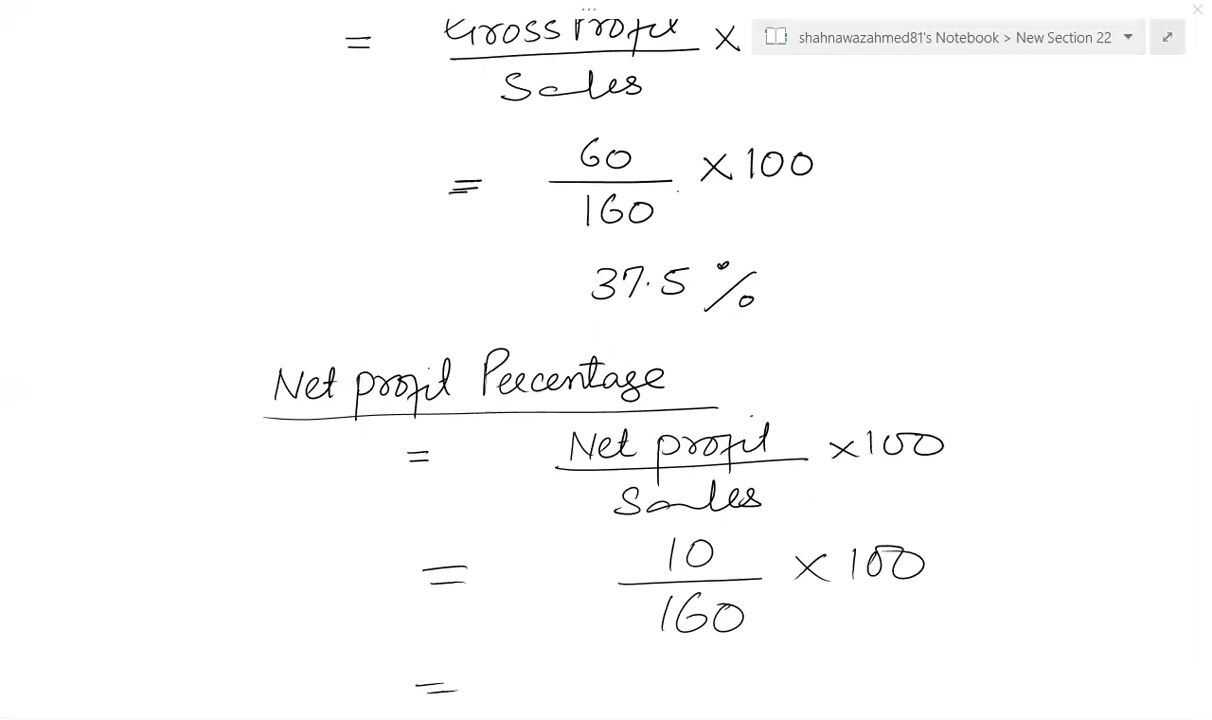 shahnawazahmed81's Notebook > New Section 22
= Gross Profit ×
Sales
= 60 × 100
160
37.5 %
Net profit Percentage
= Net profit × 100
Sales
= 10 × 100
160
=